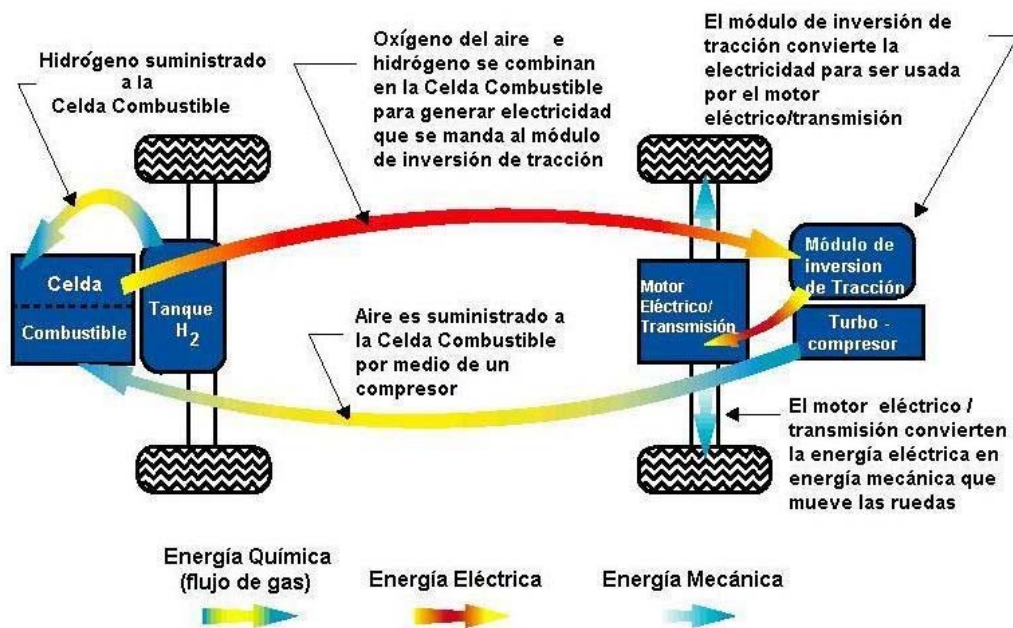 Hidrógeno suministrado
a la
Celda Combustible
Oxígeno del aire e
hidrógeno se combinan
en la Celda Combustible
para generar electricidad
que se manda al módulo
de inversión de tracción
El módulo de inversión de
tracción convierte la
electricidad para ser usada
por el motor
eléctrico/transmisión
Celda
Combustible
Tanque
H2
Motor
Eléctrico/
Transmisión
Módulo de
inversion
de Tracción
Turbo -
compresor
Aire es suministrado a
la Celda Combustible
por medio de un
compresor
El motor eléctrico /
transmisión convierten
la energía eléctrica en
energía mecánica que
mueve las ruedas
Energía Química
(flujo de gas)
Energía Eléctrica
Energía Mecánica